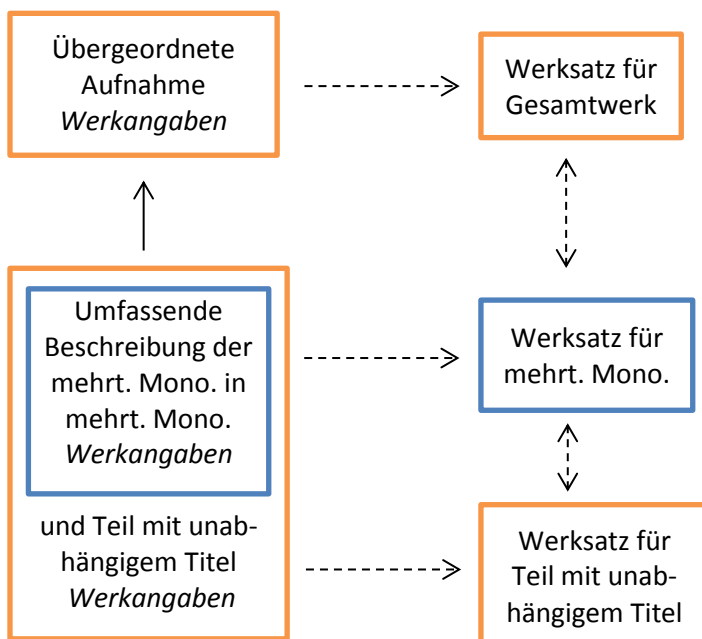 Übergeordnete
Aufnahme
Werkangaben
Werksatz für
Gesamtwerk
Umfassende
Beschreibung der
mehrt. Mono. in
mehrt. Mono.
Werkangaben
Werksatz für
mehrt. Mono.
und Teil mit unab-
hängigem Titel
Werkangaben
Werksatz für
Teil mit unab-
hängigem Titel